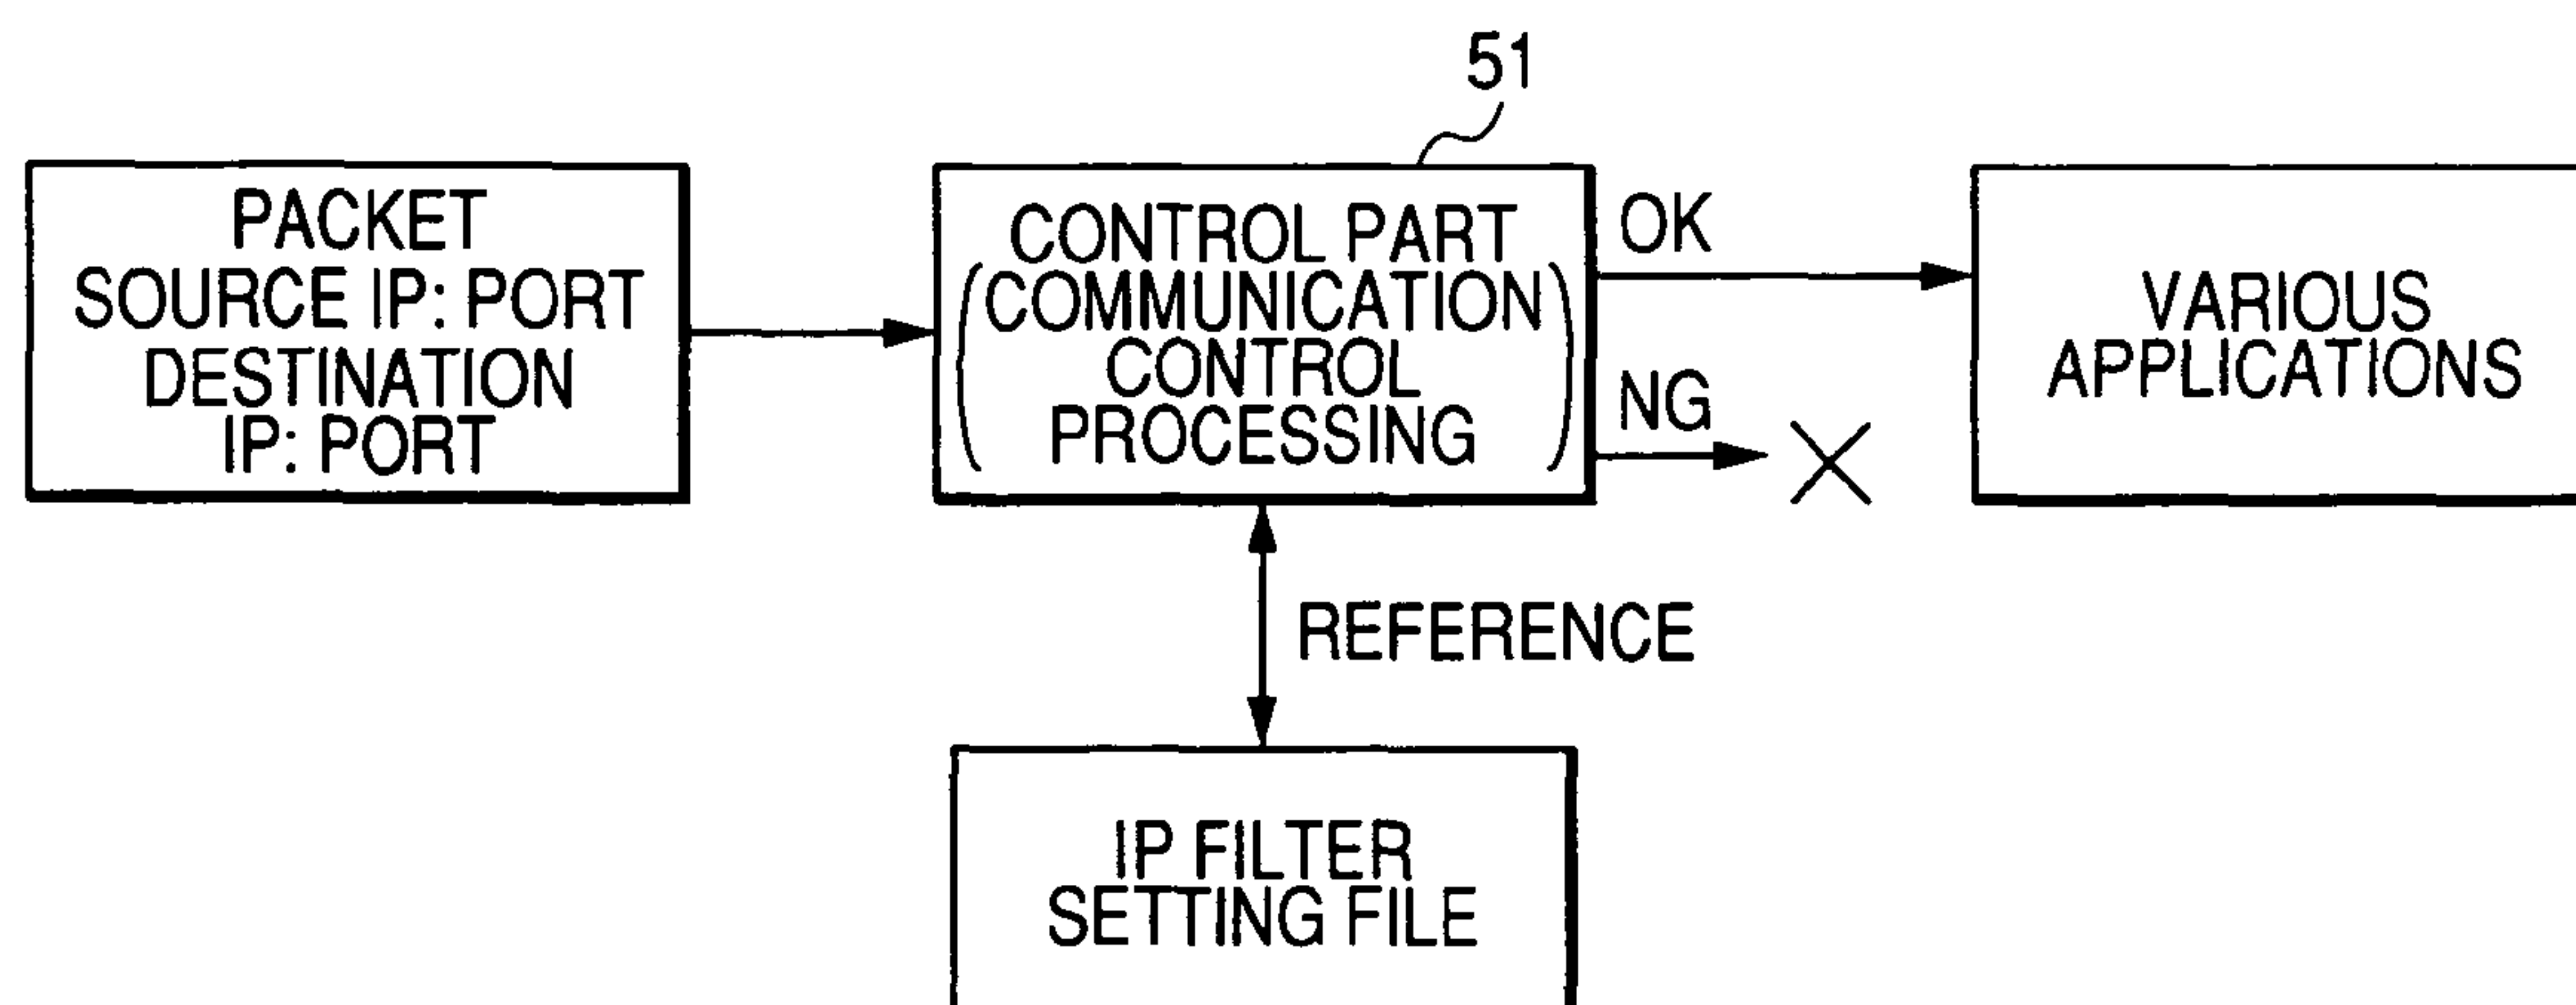 51
PACKET
SOURCE IP: PORT
DESTINATION
IP: PORT
CONTROL PART
(COMMUNICATION
CONTROL
PROCESSING)
OK
NG
VARIOUS
APPLICATIONS
REFERENCE
IP FILTER
SETTING FILE